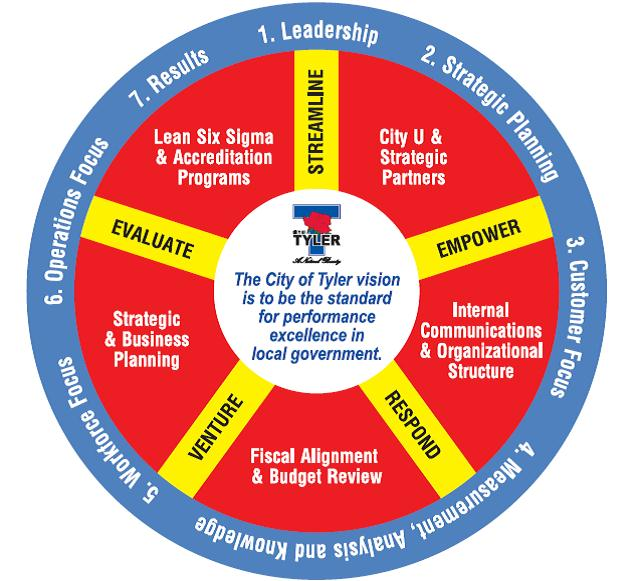 1. Leadership
2. Strategic Planning
3. Customer Focus
4. Measurement, Analysis and Knowledge
5. Workforce Focus
6. Operations Focus
7. Results
STREAMLINE
EMPOWER
RESPOND
VENTURE
EVALUATE
City U &
Strategic
Partners
Internal
Communications
& Organizational
Structure
Fiscal Alignment
& Budget Review
Strategic
& Business
Planning
Lean Six Sigma
& Accreditation
Programs
TYLER
A Natural Beauty
The City of Tyler vision
is to be the standard
for performance
excellence in
local government.